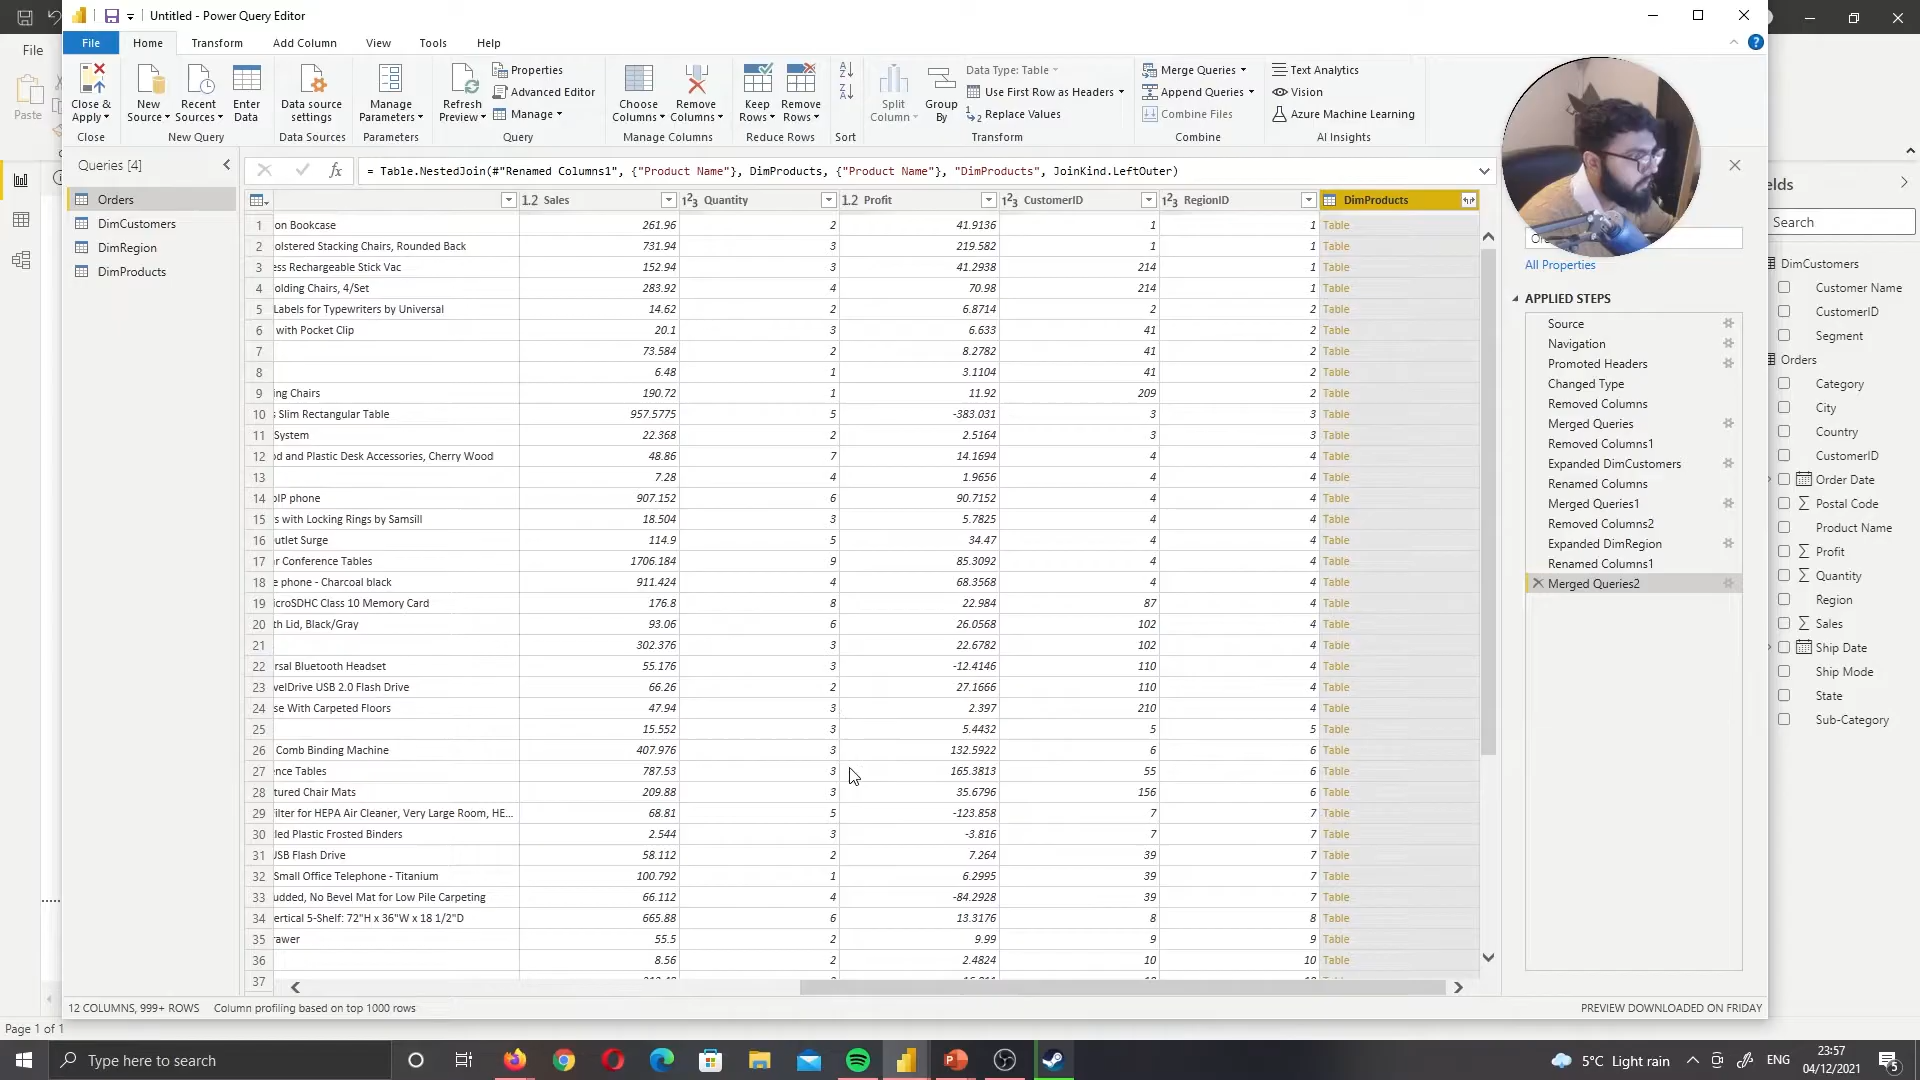 Untitled - Power Query Editor
File
File Home Transform Add Column View Tools Help
Paste
Close & Apply
New Source
Recent Sources
Enter Data
Data source settings
Manage Parameters
Refresh Preview
Properties
Advanced Editor
Manage
Choose Columns
Remove Columns
Keep Rows
Remove Rows
Split Column
Group By
Data Type: Table
Use First Row as Headers
Replace Values
Merge Queries
Append Queries
Combine Files
Text Analytics
Vision
Azure Machine Learning
Close New Query Data Sources Parameters Query Manage Columns Reduce Rows Sort Transform Combine AI Insights
Queries [4]
Orders
DimCustomers
DimRegion
DimProducts
fx = Table.NestedJoin(#"Renamed Columns1", {"Product Name"}, DimProducts, {"Product Name"}, "DimProducts", JoinKind.LeftOuter)
1.2 Sales 123 Quantity 1.2 Profit 123 CustomerID 123 RegionID DimProducts
1 on Bookcase 261.96 2 41.9136 1 1 Table
2 olstered Stacking Chairs, Rounded Back 731.94 3 219.582 1 1 Table
3 ess Rechargeable Stick Vac 152.94 3 41.2938 214 1 Table
4 olding Chairs, 4/Set 283.92 4 70.98 214 1 Table
5 Labels for Typewriters by Universal 14.62 2 6.8714 2 2 Table
6 with Pocket Clip 20.1 3 6.633 41 2 Table
7 73.584 2 8.2782 41 2 Table
8 6.48 1 3.1104 41 2 Table
9 ing Chairs 190.72 1 11.92 209 2 Table
10 s Slim Rectangular Table 957.5775 5 -383.031 3 3 Table
11 System 22.368 2 2.5164 3 3 Table
12 od and Plastic Desk Accessories, Cherry Wood 48.86 7 14.1694 4 4 Table
13 7.28 4 1.9656 4 4 Table
14 oIP phone 907.152 6 90.7152 4 4 Table
15 s with Locking Rings by Samsill 18.504 3 5.7825 4 4 Table
16 outlet Surge 114.9 5 34.47 4 4 Table
17 r Conference Tables 1706.184 9 85.3092 4 4 Table
18 e phone - Charcoal black 911.424 4 68.3568 4 4 Table
19 icroSDHC Class 10 Memory Card 176.8 8 22.984 87 4 Table
20 th Lid, Black/Gray 93.06 6 26.0568 102 4 Table
21 302.376 3 22.6782 102 4 Table
22 rsal Bluetooth Headset 55.176 3 -12.4146 110 4 Table
23 velDrive USB 2.0 Flash Drive 66.26 2 27.1666 110 4 Table
24 se With Carpeted Floors 47.94 3 2.397 210 4 Table
25 15.552 3 5.4432 5 5 Table
26 Comb Binding Machine 407.976 3 132.5922 6 6 Table
27 ence Tables 787.53 3 165.3813 55 6 Table
28 tured Chair Mats 209.88 3 35.6796 156 6 Table
29 ilter for HEPA Air Cleaner, Very Large Room, HE... 68.81 5 -123.858 7 7 Table
30 led Plastic Frosted Binders 2.544 3 -3.816 7 7 Table
31 USB Flash Drive 58.112 2 7.264 39 7 Table
32 Small Office Telephone - Titanium 100.792 1 6.2995 39 7 Table
33 udded, No Bevel Mat for Low Pile Carpeting 66.112 4 -84.2928 39 7 Table
34 ertical 5-Shelf: 72"H x 36"W x 18 1/2"D 665.88 6 13.3176 8 8 Table
35 rawer 55.5 2 9.99 9 9 Table
36 8.56 2 2.4824 10 10 Table
37
All Properties
APPLIED STEPS
Source
Navigation
Promoted Headers
Changed Type
Removed Columns
Merged Queries
Removed Columns1
Expanded DimCustomers
Renamed Columns
Merged Queries1
Removed Columns2
Expanded DimRegion
Renamed Columns1
Merged Queries2
elds
Search
DimCustomers
Customer Name
CustomerID
Segment
Orders
Category
City
Country
CustomerID
Order Date
Postal Code
Product Name
Profit
Quantity
Region
Sales
Ship Date
Ship Mode
State
Sub-Category
12 COLUMNS, 999+ ROWS Column profiling based on top 1000 rows PREVIEW DOWNLOADED ON FRIDAY
Page 1 of 1
Type here to search
5°C Light rain ENG 23:57
04/12/2021
5